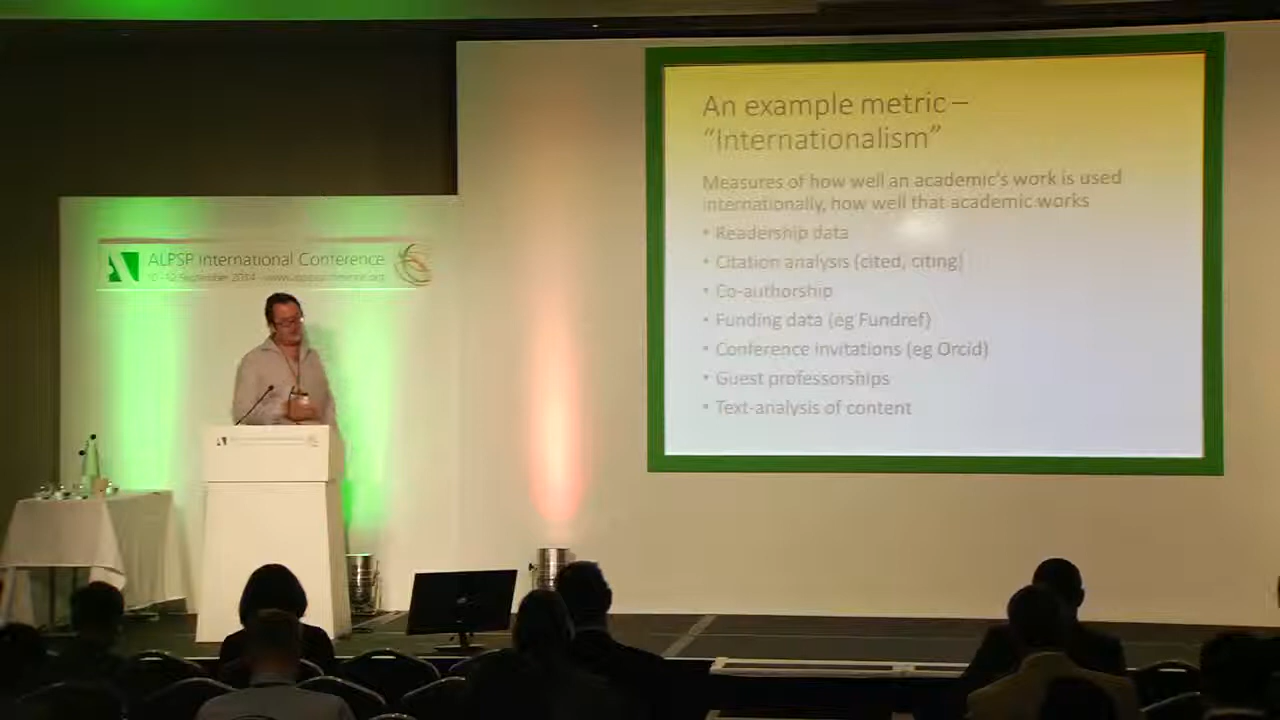 An example metric –
“Internationalism”
Measures of how well an academic's work is used
internationally, how well that academic works
• Readership data
• Citation analysis (cited, citing)
• Co-authorship
• Funding data (eg Fundref)
• Conference invitations (eg Orcid)
• Guest professorships
• Text-analysis of content
ALPSP International Conference
September 2014